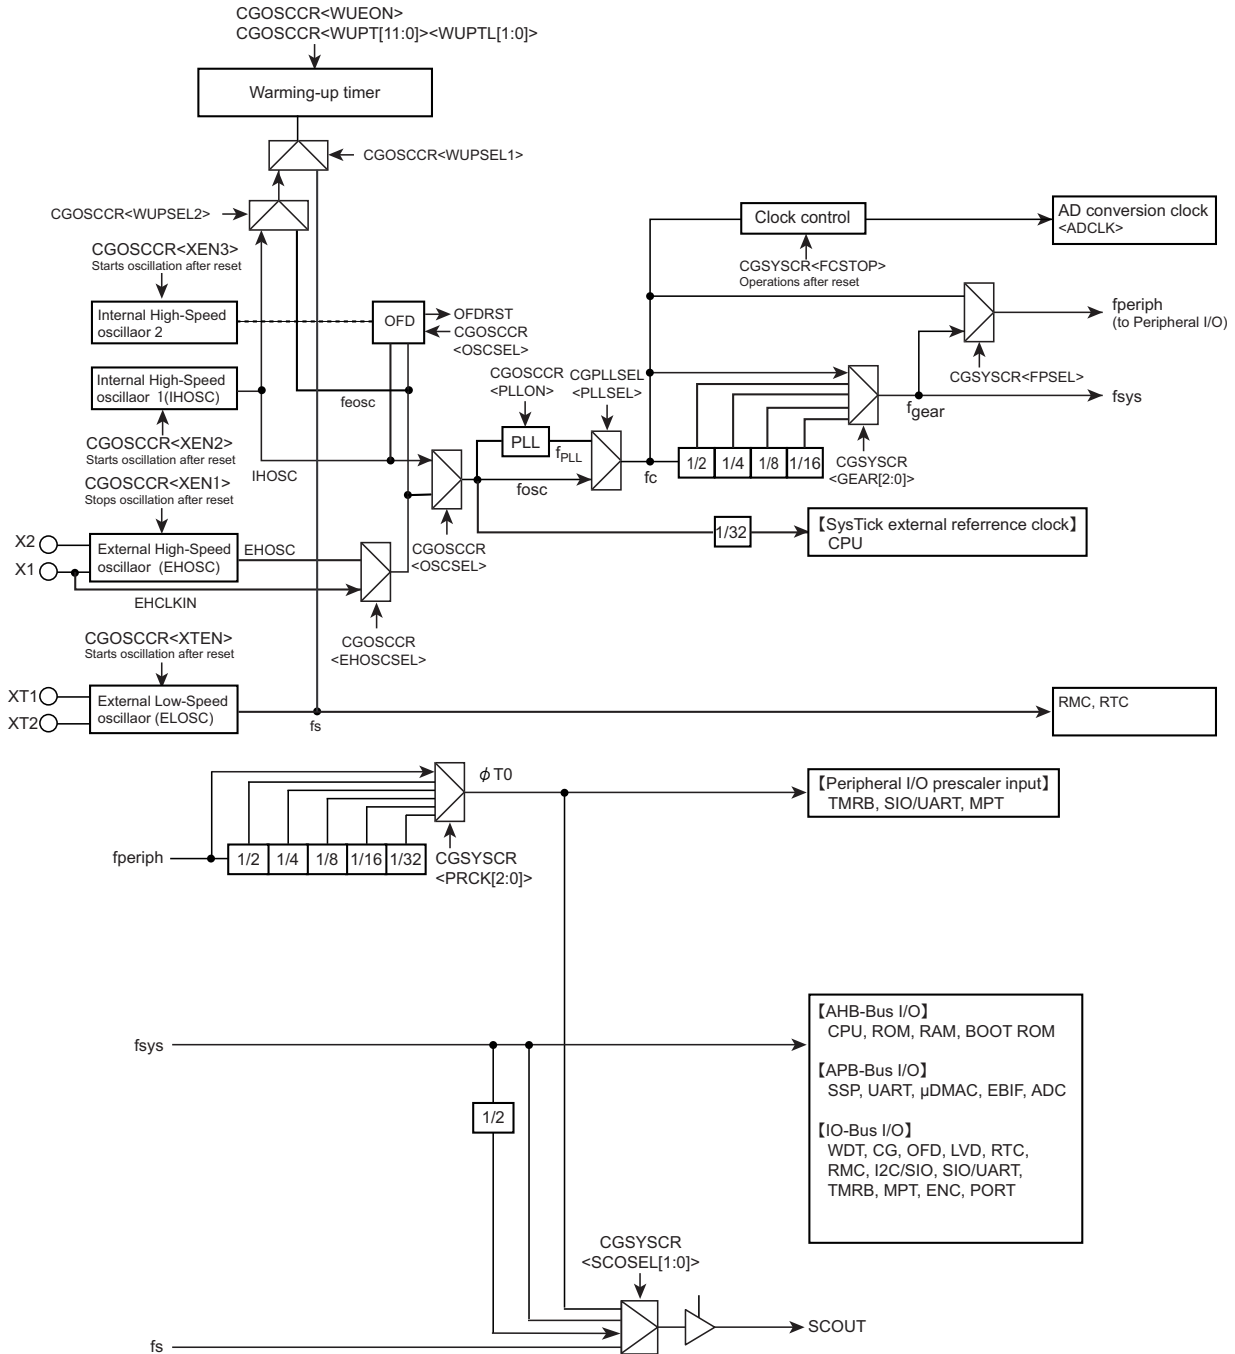 CGOSCCR<WUEON>
CGOSCCR<WUPT[11:0]><WUPTL[1:0]>
Warming-up timer
CGOSCCR<WUPSEL1>
CGOSCCR<WUPSEL2>
CGOSCCR<XEN3>
Starts oscillation after reset
Internal High-Speed
oscillaor 2
OFD
OFDRST
CGOSCCR
<OSCSEL>
Clock control
CGSYSCR<FCSTOP>
Operations after reset
AD conversion clock
<ADCLK>
fperiph
(to Peripheral I/O)
CGSYSCR<FPSEL>
Internal High-Speed
oscillaor 1(IHOSC)
CGOSCCR<XEN2>
Starts oscillation after reset
feosc
IHOSC
CGOSCCR
<PLLON>
CGPLLSEL
<PLLSEL>
PLL
fPLL
fosc
fc
1/2
1/4
1/8
1/16
fgear
fsys
CGSYSCR
<GEAR[2:0]>
CGOSCCR<XEN1>
Stops oscillation after reset
X2
X1
External High-Speed
oscillaor (EHOSC)
EHOSC
EHCLKIN
CGOSCCR
<OSCSEL>
CGOSCCR
<EHOSCSEL>
1/32
【SysTick external referrence clock】
CPU
CGOSCCR<XTEN>
Starts oscillation after reset
XT1
XT2
External Low-Speed
oscillaor (ELOSC)
fs
RMC, RTC
ϕT0
【Peripheral I/O prescaler input】
TMRB, SIO/UART, MPT
fperiph
1/2
1/4
1/8
1/16
1/32
CGSYSCR
<PRCK[2:0]>
fsys
1/2
【AHB-Bus I/O】
CPU, ROM, RAM, BOOT ROM
【APB-Bus I/O】
SSP, UART, µDMAC, EBIF, ADC
【IO-Bus I/O】
WDT, CG, OFD, LVD, RTC,
RMC, I2C/SIO, SIO/UART,
TMRB, MPT, ENC, PORT
CGSYSCR
<SCOSEL[1:0]>
SCOUT
fs